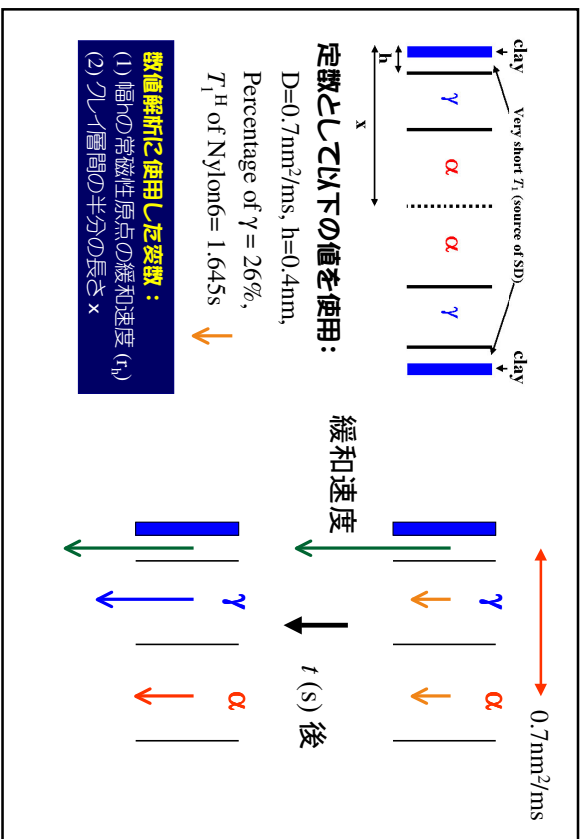 clay
Very short T₁ (source of SD)
clay
h
γ
α
α
γ
x
定数として以下の値を使用：
D=0.7nm²/ms, h=0.4nm,
Percentage of γ = 26%,
T₁ᴴ of Nylon6= 1.645s
数値解析に使用した変数：
(1) 幅hの常磁性原点の緩和速度 (rₕ)
(2) クレイ層間の半分の長さ x
0.7nm²/ms
γ
α
緩和速度
t (s) 後
γ
α